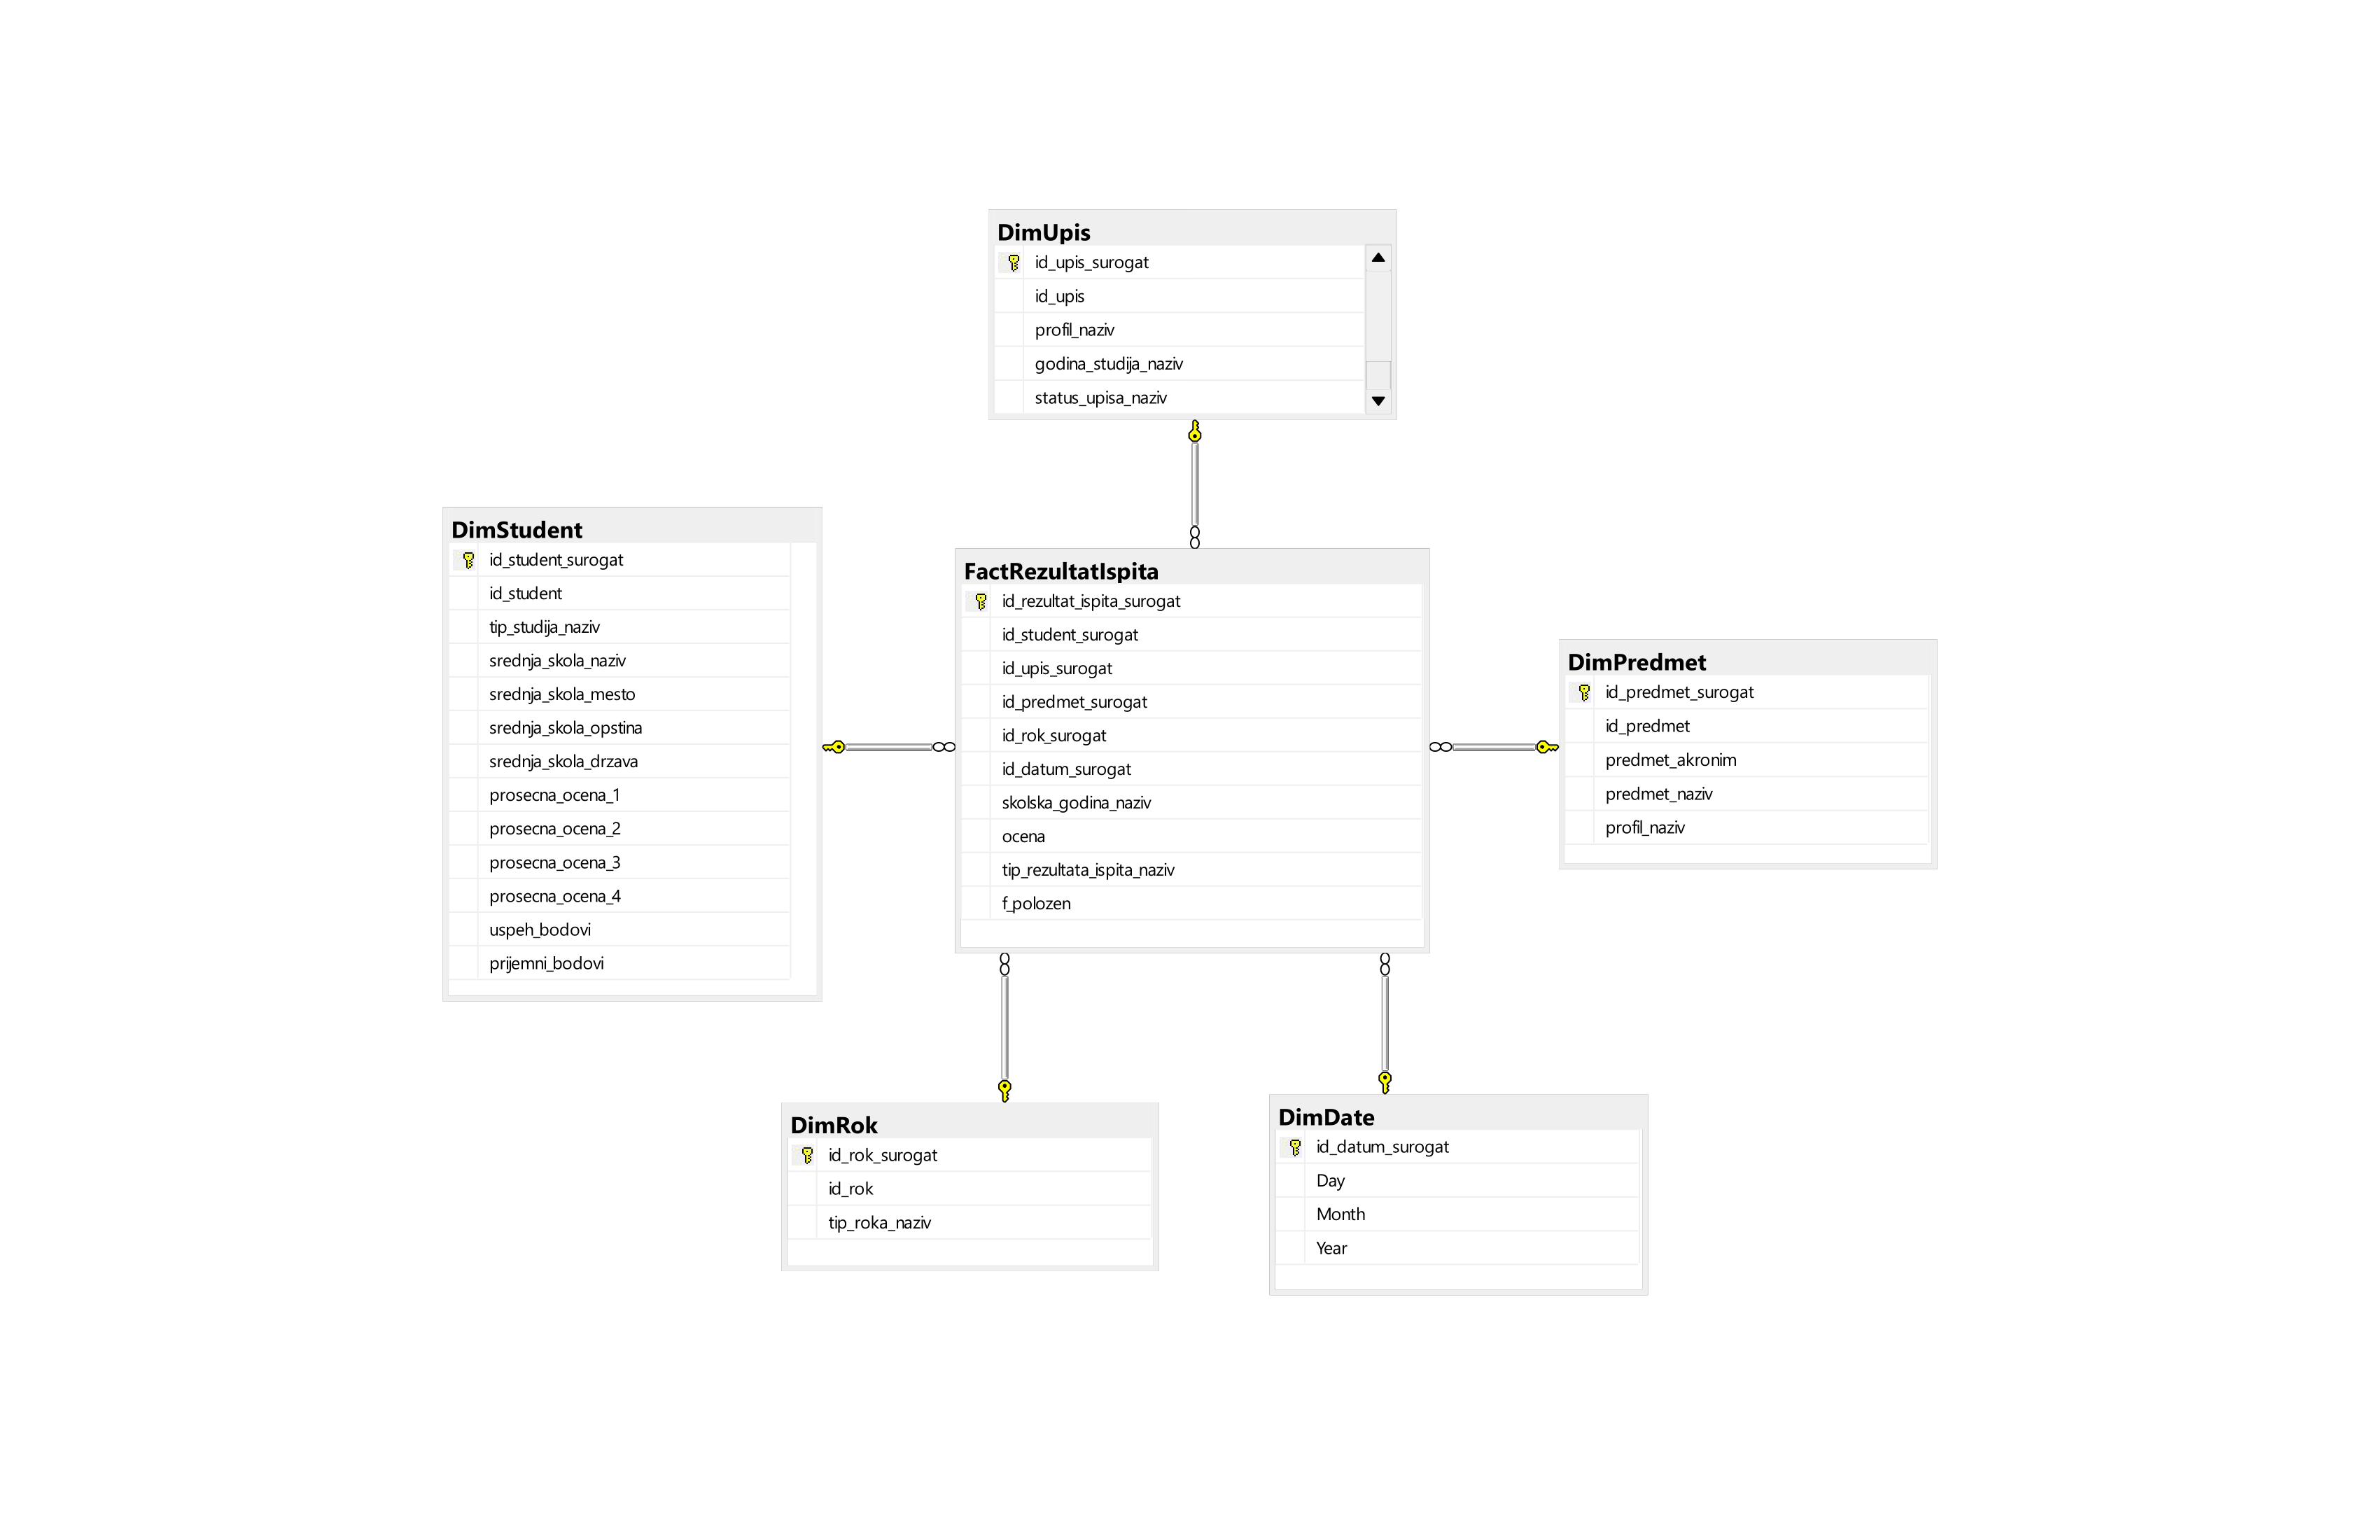 DimUpis
id_upis_surogat
id_upis
profil_naziv
godina_studija_naziv
status_upisa_naziv
DimStudent
id_student_surogat
id_student
tip_studija_naziv
srednja_skola_naziv
srednja_skola_mesto
srednja_skola_opstina
srednja_skola_drzava
prosecna_ocena_1
prosecna_ocena_2
prosecna_ocena_3
prosecna_ocena_4
uspeh_bodovi
prijemni_bodovi
FactRezultatIspita
id_rezultat_ispita_surogat
id_student_surogat
id_upis_surogat
id_predmet_surogat
id_rok_surogat
id_datum_surogat
skolska_godina_naziv
ocena
tip_rezultata_ispita_naziv
f_polozen
DimPredmet
id_predmet_surogat
id_predmet
predmet_akronim
predmet_naziv
profil_naziv
DimRok
id_rok_surogat
id_rok
tip_roka_naziv
DimDate
id_datum_surogat
Day
Month
Year